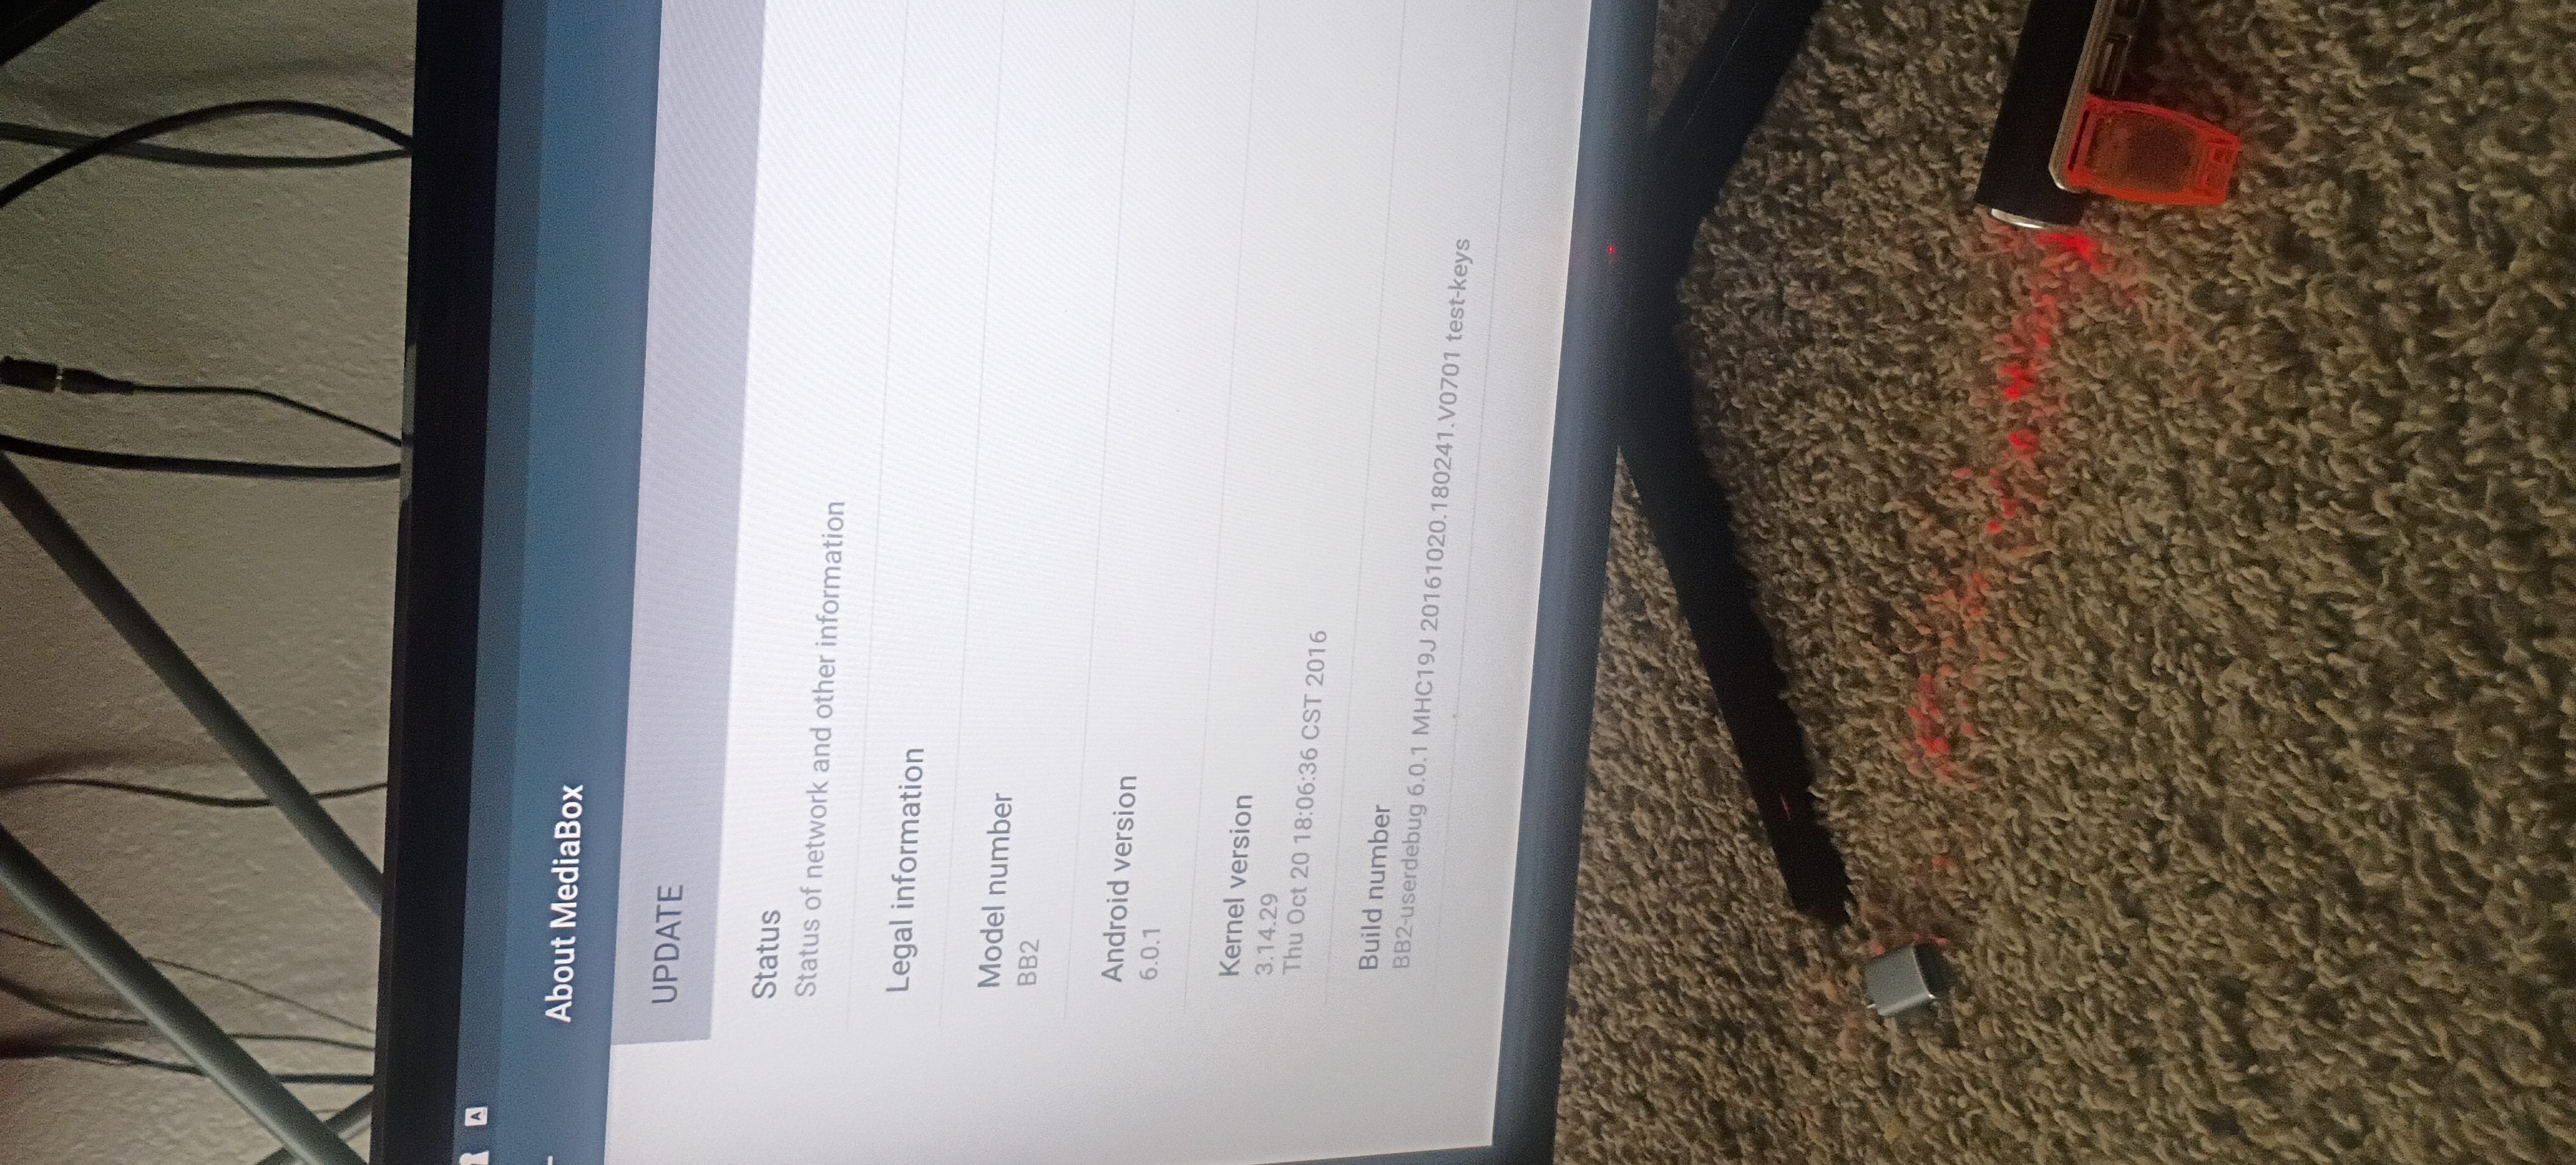 A
About MediaBox
UPDATE
Status
Status of network and other information
Legal information
Model number
BB2
Android version
6.0.1
Kernel version
3.14.29
Thu Oct 20 18:06:36 CST 2016
Build number
BB2-userdebug 6.0.1 MHC19J 20161020.180241.V0701 test-keys